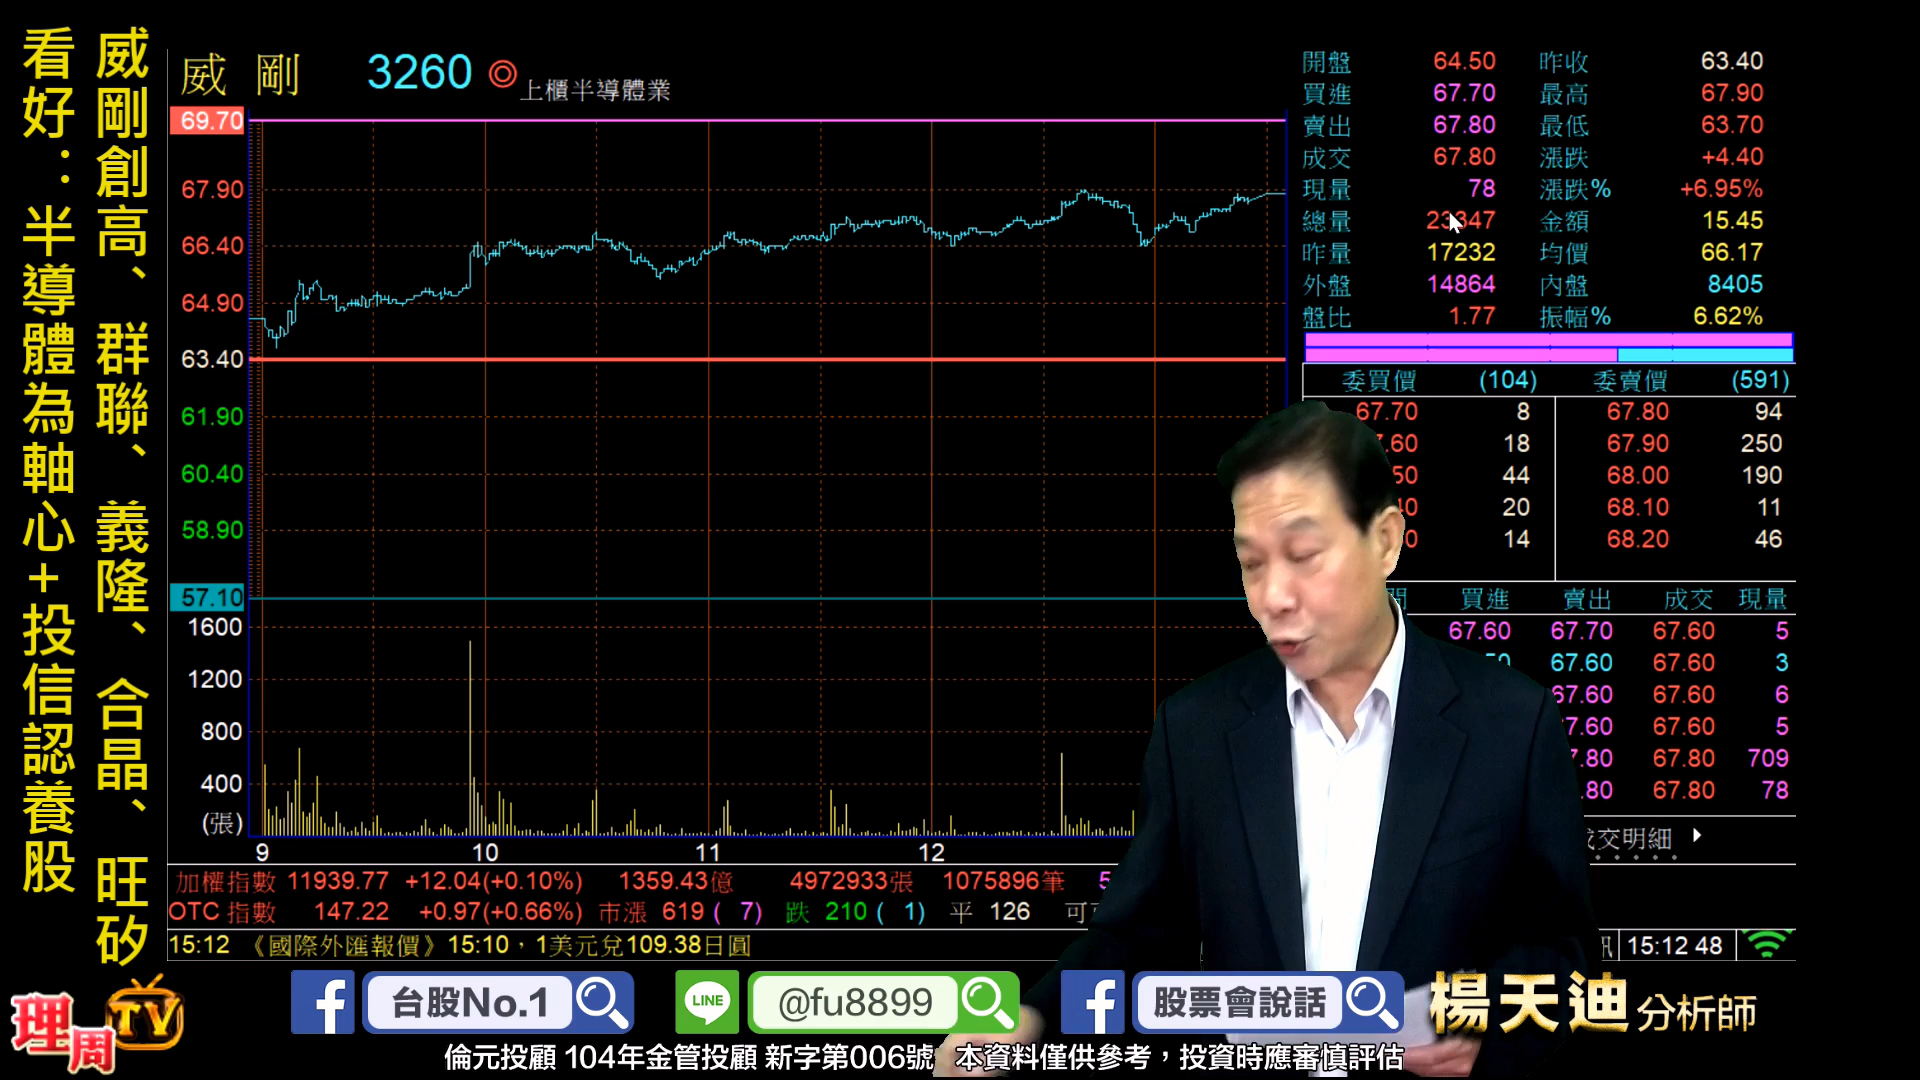 威剛創高、群聯、義隆、合晶、旺矽
看好：半導體為軸心+投信認養股
威剛 3260 ◎上櫃半導體業
69.70
67.90
66.40
64.90
63.40
61.90
60.40
58.90
57.10
1600
1200
800
400
(張)
9 10 11 12
開盤 64.50 昨收 63.40
買進 67.70 最高 67.90
賣出 67.80 最低 63.70
成交 67.80 漲跌 +4.40
現量 78 漲跌% +6.95%
總量 23347 金額 15.45
昨量 17232 均價 66.17
外盤 14864 內盤 8405
盤比 1.77 振幅% 6.62%
委買價 (104) 委賣價 (591)
67.70 8 67.80 94
.60 18 67.90 250
50 44 68.00 190
0 20 68.10 11
0 14 68.20 46
買進 賣出 成交 現量
67.60 67.70 67.60 5
67.60 67.60 3
67.60 67.60 6
7.60 67.60 5
.80 67.80 709
.80 67.80 78
交明細
加權指數 11939.77 +12.04(+0.10%) 1359.43億 4972933張 1075896筆 5
OTC 指數 147.22 +0.97(+0.66%) 市漲 619 ( 7) 跌 210 ( 1) 平 126 可
15:12 《國際外匯報價》15:10，1美元兌109.38日圓
15:12 48
理周TV
台股No.1
LINE @fu8899
股票會說話
楊天迪 分析師
倫元投顧 104年金管投顧 新字第006號 本資料僅供參考，投資時應審慎評估